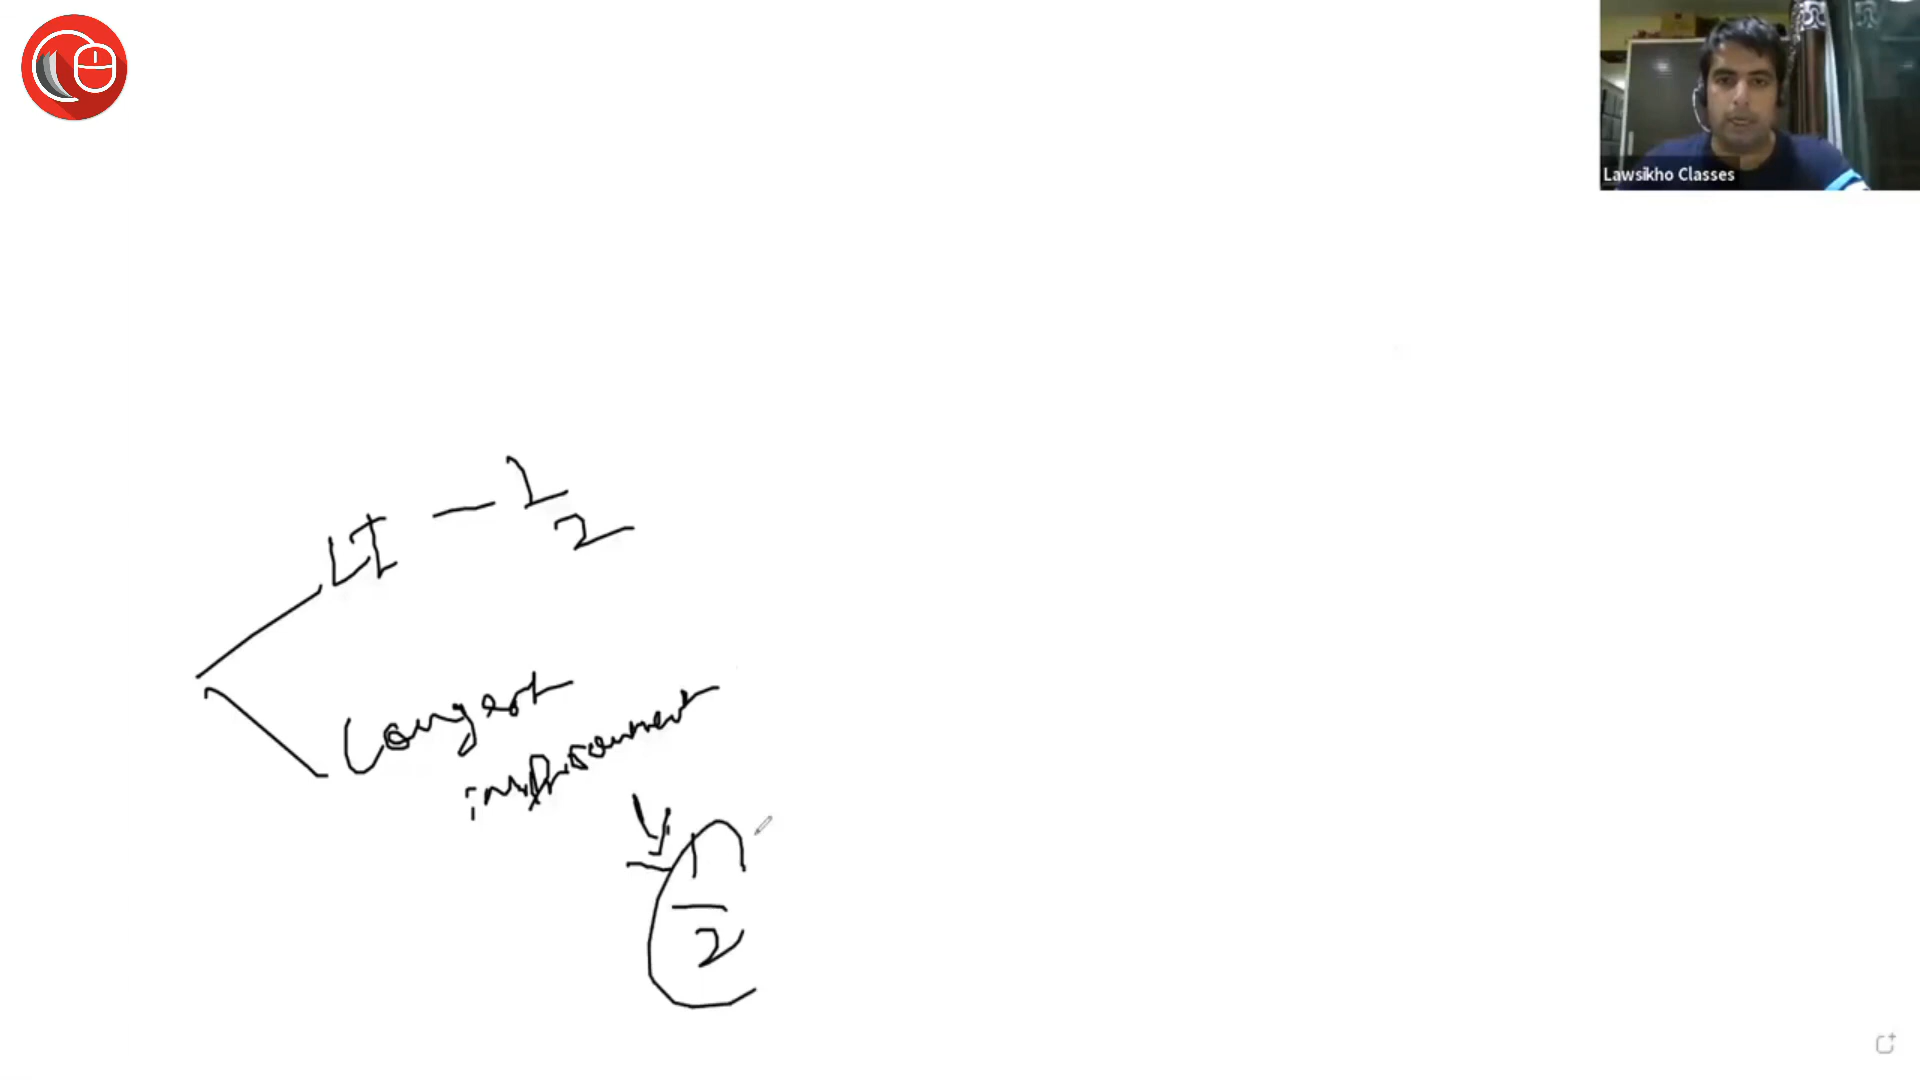 Lawsikho Classes
LI - 1
2
Longest
imprisonment
1
2